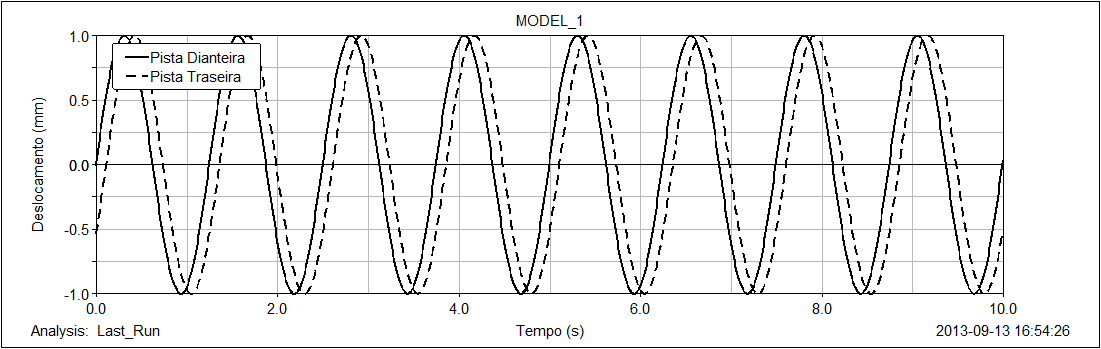 MODEL_1
1.0
0.5
0.0
-0.5
-1.0
Deslocamento (mm)
Pista Dianteira
Pista Traseira
0.0 2.0 4.0 6.0 8.0 10.0
Analysis: Last_Run Tempo (s) 2013-09-13 16:54:26